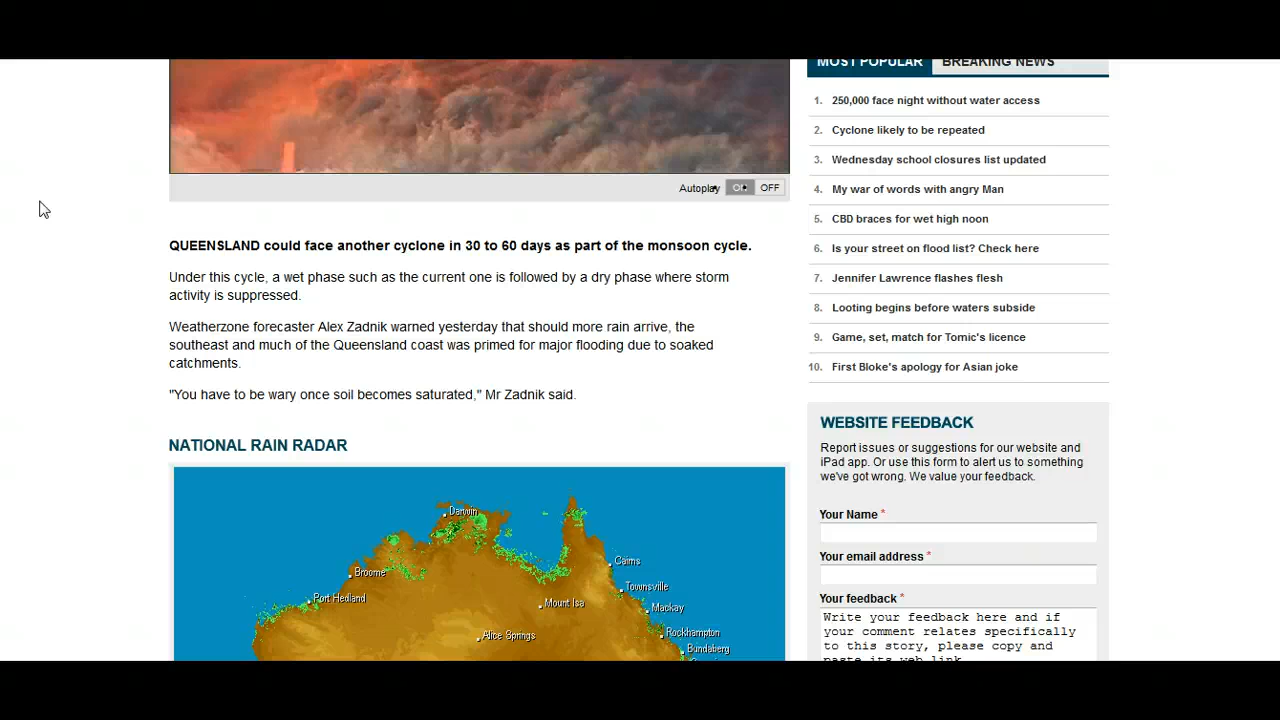 MOST POPULAR
BREAKING NEWS
1. 250,000 face night without water access
2. Cyclone likely to be repeated
3. Wednesday school closures list updated
4. My war of words with angry Man
5. CBD braces for wet high noon
6. Is your street on flood list? Check here
7. Jennifer Lawrence flashes flesh
8. Looting begins before waters subside
9. Game, set, match for Tomic's licence
10. First Bloke's apology for Asian joke
Autoplay ON OFF
QUEENSLAND could face another cyclone in 30 to 60 days as part of the monsoon cycle.
Under this cycle, a wet phase such as the current one is followed by a dry phase where storm
activity is suppressed.
Weatherzone forecaster Alex Zadnik warned yesterday that should more rain arrive, the
southeast and much of the Queensland coast was primed for major flooding due to soaked
catchments.
"You have to be wary once soil becomes saturated," Mr Zadnik said.
NATIONAL RAIN RADAR
Darwin
Cairns
Broome
Townsville
Port Hedland
Mount Isa
Mackay
Alice Springs
Rockhampton
Bundaberg
WEBSITE FEEDBACK
Report issues or suggestions for our website and
iPad app. Or use this form to alert us to something
we've got wrong. We value your feedback.
Your Name *
Your email address *
Your feedback *
Write your feedback here and if
your comment relates specifically
to this story, please copy and
paste its web link